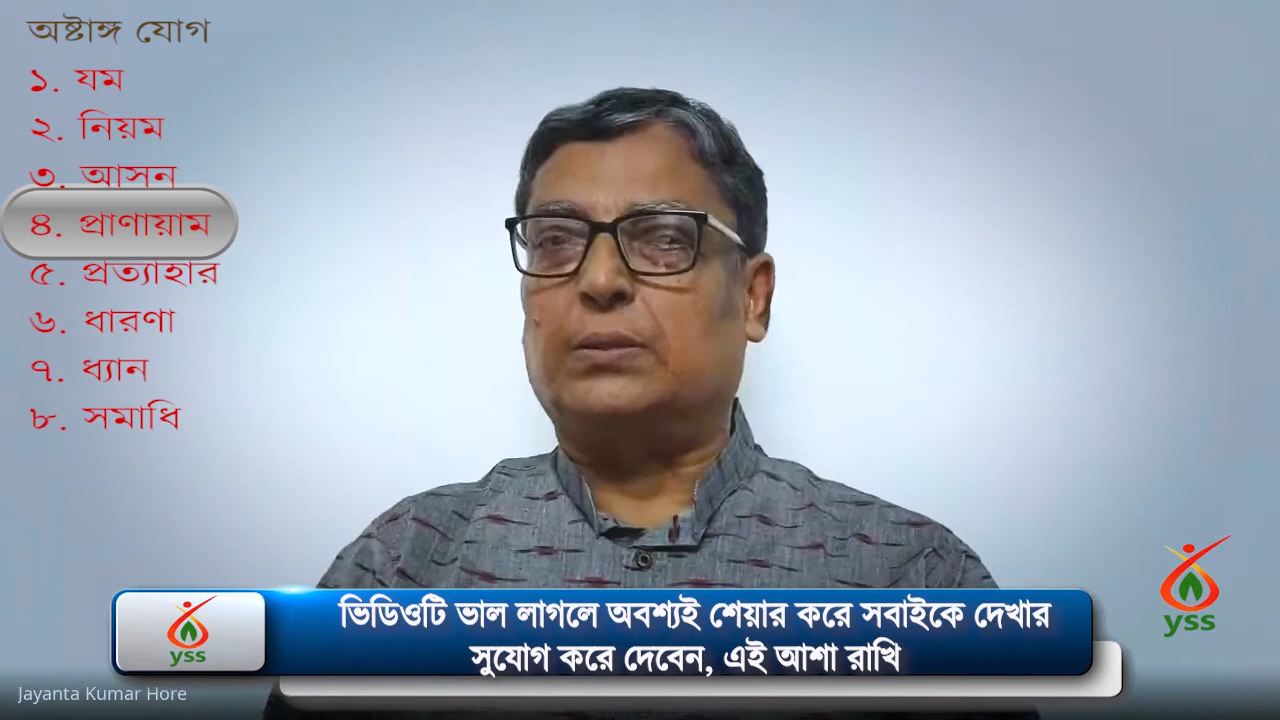 অষ্টাঙ্গ যোগ
১. যম
২. নিয়ম
৩. আসন
৪. প্রাণায়াম
৫. প্রত্যাহার
৬. ধারণা
৭. ধ্যান
৮. সমাধি
yss
ভিডিওটি ভাল লাগলে অবশ্যই শেয়ার করে সবাইকে দেখার
সুযোগ করে দেবেন, এই আশা রাখি
yss
Jayanta Kumar Hore